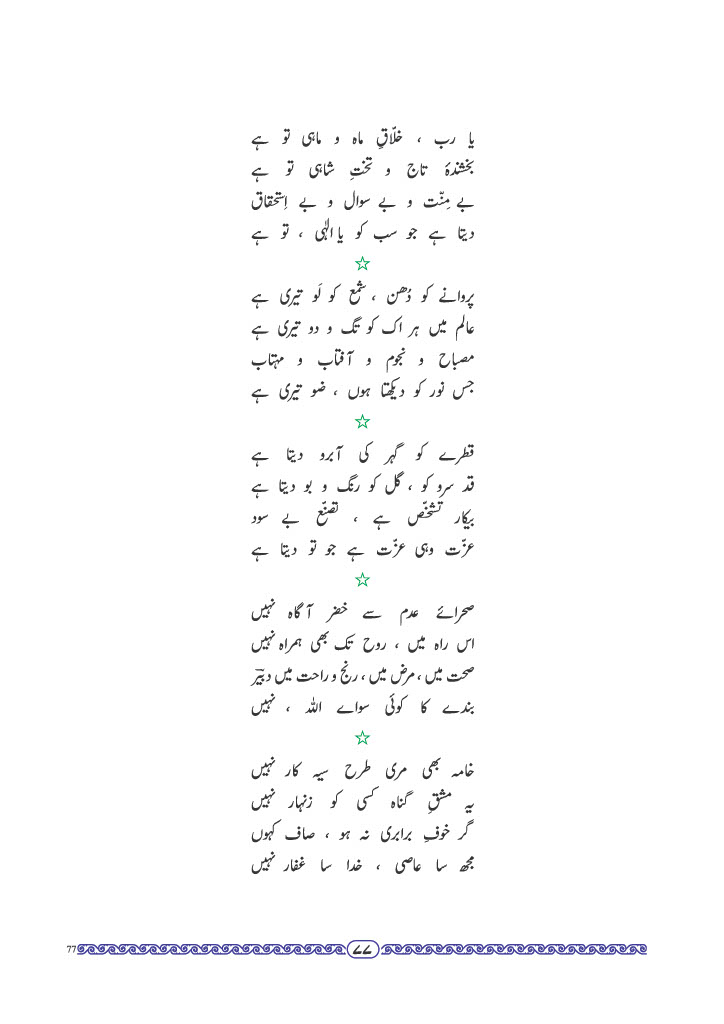 یا رب ، خلّاقِ ماہ و ماہی تو ہے
بخشندۂ تاج و تختِ شاہی تو ہے
بے مِنّت و بے سوال و بے اِستحقاق
دیتا ہے جو سب کو یا الٰہی ، تو ہے
☆
پروانے کو دُھن ، شمع کو لَو تیری ہے
عالم میں ہر اک کو تگ و دو تیری ہے
مصباح و نجوم و آفتاب و مہتاب
جس نور کو دیکھتا ہوں ، ضو تیری ہے
☆
قطرے کو گہر کی آبرو دیتا ہے
قد سرو کو ، گل کو رنگ و بو دیتا ہے
بیکار تشخّص ہے ، تصنّع بے سود
عزّت وہی عزّت ہے جو تو دیتا ہے
☆
صحرائے عدم سے خضر آگاہ نہیں
اس راہ میں ، روح تک بھی ہمراہ نہیں
صحت میں ، مرض میں ، رنج و راحت میں دبیرؔ
بندے کا کوئی سواے اللہ ، نہیں
☆
خامہ بھی مری طرح سیہ کار نہیں
یہ مشقِ گناہ کسی کو زنہار نہیں
گر خوفِ برابری نہ ہو ، صاف کہوں
مجھ سا عاصی ، خدا سا غفار نہیں
77 ۷۷